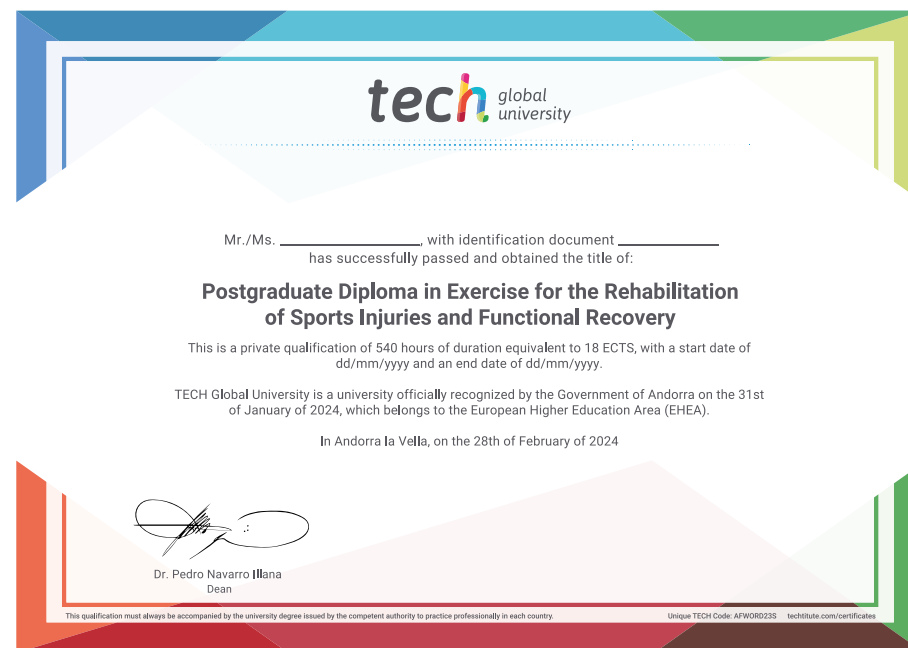 tech global university
Mr./Ms. ____________________, with identification document ______________
has successfully passed and obtained the title of:
Postgraduate Diploma in Exercise for the Rehabilitation
of Sports Injuries and Functional Recovery
This is a private qualification of 540 hours of duration equivalent to 18 ECTS, with a start date of
dd/mm/yyyy and an end date of dd/mm/yyyy.
TECH Global University is a university officially recognized by the Government of Andorra on the 31st
of January of 2024, which belongs to the European Higher Education Area (EHEA).
In Andorra la Vella, on the 28th of February of 2024
Dr. Pedro Navarro Illana
Dean
This qualification must always be accompanied by the university degree issued by the competent authority to practice professionally in each country.
Unique TECH Code: AFWORD23S techtitute.com/certificates